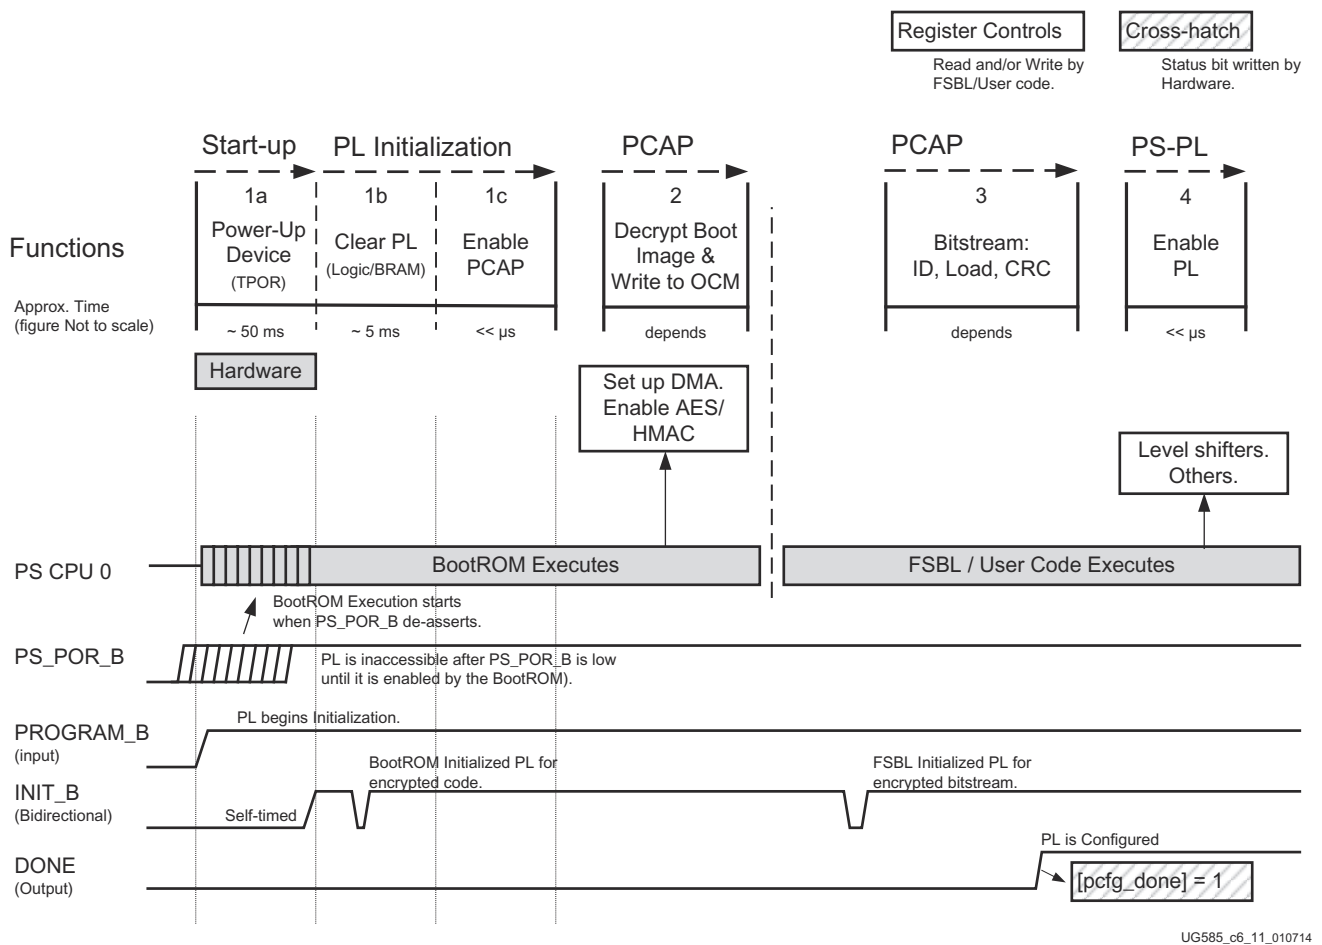 Register Controls
Read and/or Write by
FSBL/User code.
Cross-hatch
Status bit written by
Hardware.
Start-up
PL Initialization
PCAP
PCAP
PS-PL
Functions
1a
Power-Up
Device
(TPOR)
1b
Clear PL
(Logic/BRAM)
1c
Enable
PCAP
2
Decrypt Boot
Image &
Write to OCM
3
Bitstream:
ID, Load, CRC
4
Enable
PL
Approx. Time
(figure Not to scale)
~ 50 ms
~ 5 ms
<< µs
depends
depends
<< µs
Hardware
Set up DMA.
Enable AES/
HMAC
Level shifters.
Others.
PS CPU 0
BootROM Executes
FSBL / User Code Executes
BootROM Execution starts
when PS_POR_B de-asserts.
PS_POR_B
PL is inaccessible after PS_POR_B is low
until it is enabled by the BootROM).
PROGRAM_B
(input)
PL begins Initialization.
INIT_B
(Bidirectional)
Self-timed
BootROM Initialized PL for
encrypted code.
FSBL Initialized PL for
encrypted bitstream.
DONE
(Output)
PL is Configured
[pcfg_done] = 1
UG585_c6_11_010714